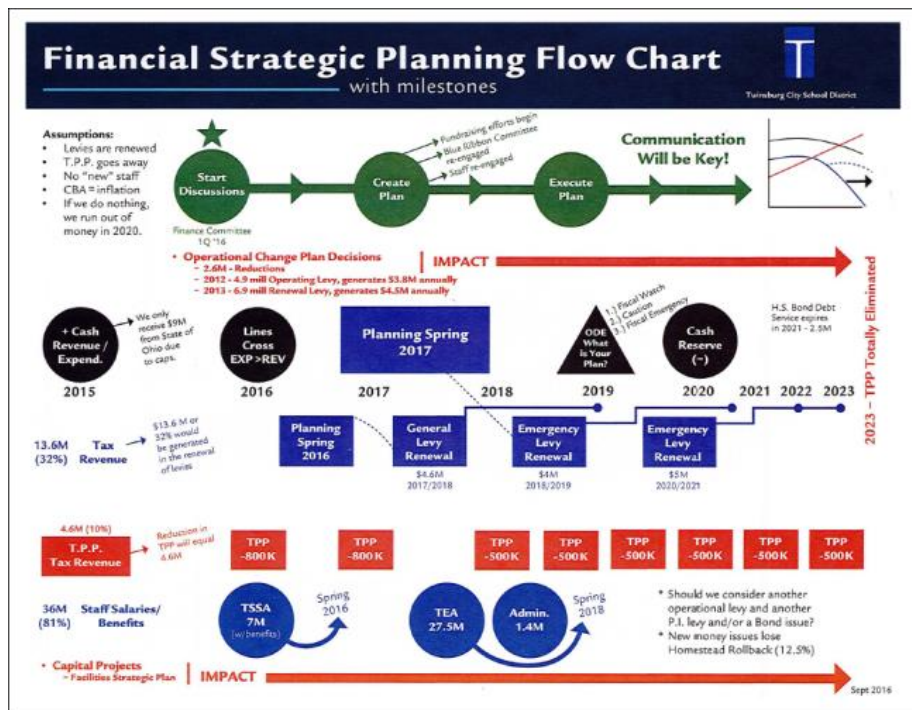 Financial Strategic Planning Flow Chart
with milestones
T
Twinsburg City School District
Assumptions:
• Levies are renewed
• T.P.P. goes away
• No "new" staff
• CBA = inflation
• If we do nothing,
we run out of
money in 2020.
Start
Discussions
Finance Committee
1Q '16
Create
Plan
Fundraising efforts begin
Blue Ribbon Committee
re-engaged
Staff re-engaged
Execute
Plan
Communication
Will be Key!
• Operational Change Plan Decisions
– 2.6M - Reductions
– 2012 - 4.9 mill Operating Levy, generates $3.8M annually
– 2013 - 6.9 mill Renewal Levy, generates $4.5M annually
IMPACT
2023 – TPP Totally Eliminated
+ Cash
Revenue /
Expend.
We only
receive $9M
from State of
Ohio due
to caps.
Lines
Cross
EXP >REV
Planning Spring
2017
ODE
What
is Your
Plan?
1.) Fiscal Watch
2.) Caution
3.) Fiscal Emergency
Cash
Reserve
(~)
H.S. Bond Debt
Service expires
in 2021 - 2.5M
2015
2016
2017
2018
2019
2020
2021
2022
2023
13.6M
(32%)
Tax
Revenue
$13.6 M or
32% would
be generated
in the renewal
of levies
Planning
Spring
2016
General
Levy
Renewal
$4.6M
2017/2018
Emergency
Levy
Renewal
$4M
2018/2019
Emergency
Levy
Renewal
$5M
2020/2021
4.6M (10%)
T.P.P.
Tax Revenue
Reduction in
TPP will equal
4.6M
TPP
-800K
TPP
-800K
TPP
-500K
TPP
-500K
TPP
-500K
TPP
-500K
TPP
-500K
TPP
-500K
36M
(81%)
Staff Salaries/
Benefits
TSSA
7M
(w/benefits)
Spring
2016
TEA
27.5M
Admin.
1.4M
Spring
2018
* Should we consider another
operational levy and another
P.I. levy and/or a Bond issue?
* New money issues lose
Homestead Rollback (12.5%)
• Capital Projects
– Facilities Strategic Plan
IMPACT
Sept 2016